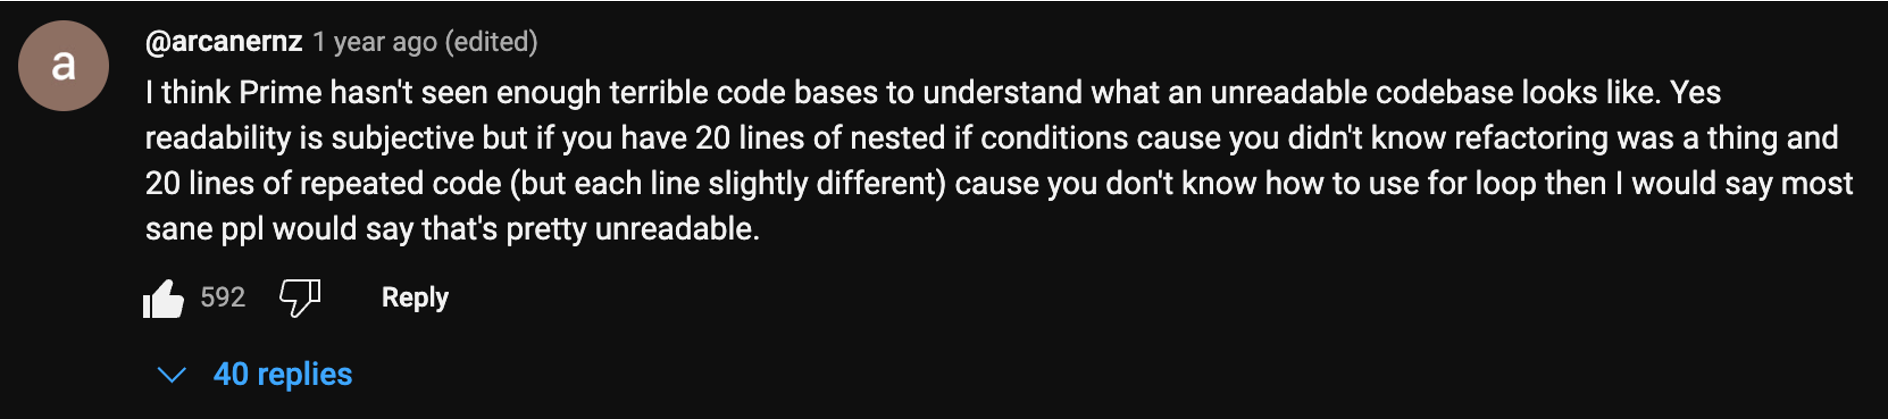 a
@arcanernz 1 year ago (edited)
I think Prime hasn't seen enough terrible code bases to understand what an unreadable codebase looks like. Yes
readability is subjective but if you have 20 lines of nested if conditions cause you didn't know refactoring was a thing and
20 lines of repeated code (but each line slightly different) cause you don't know how to use for loop then I would say most
sane ppl would say that's pretty unreadable.
592 Reply
40 replies